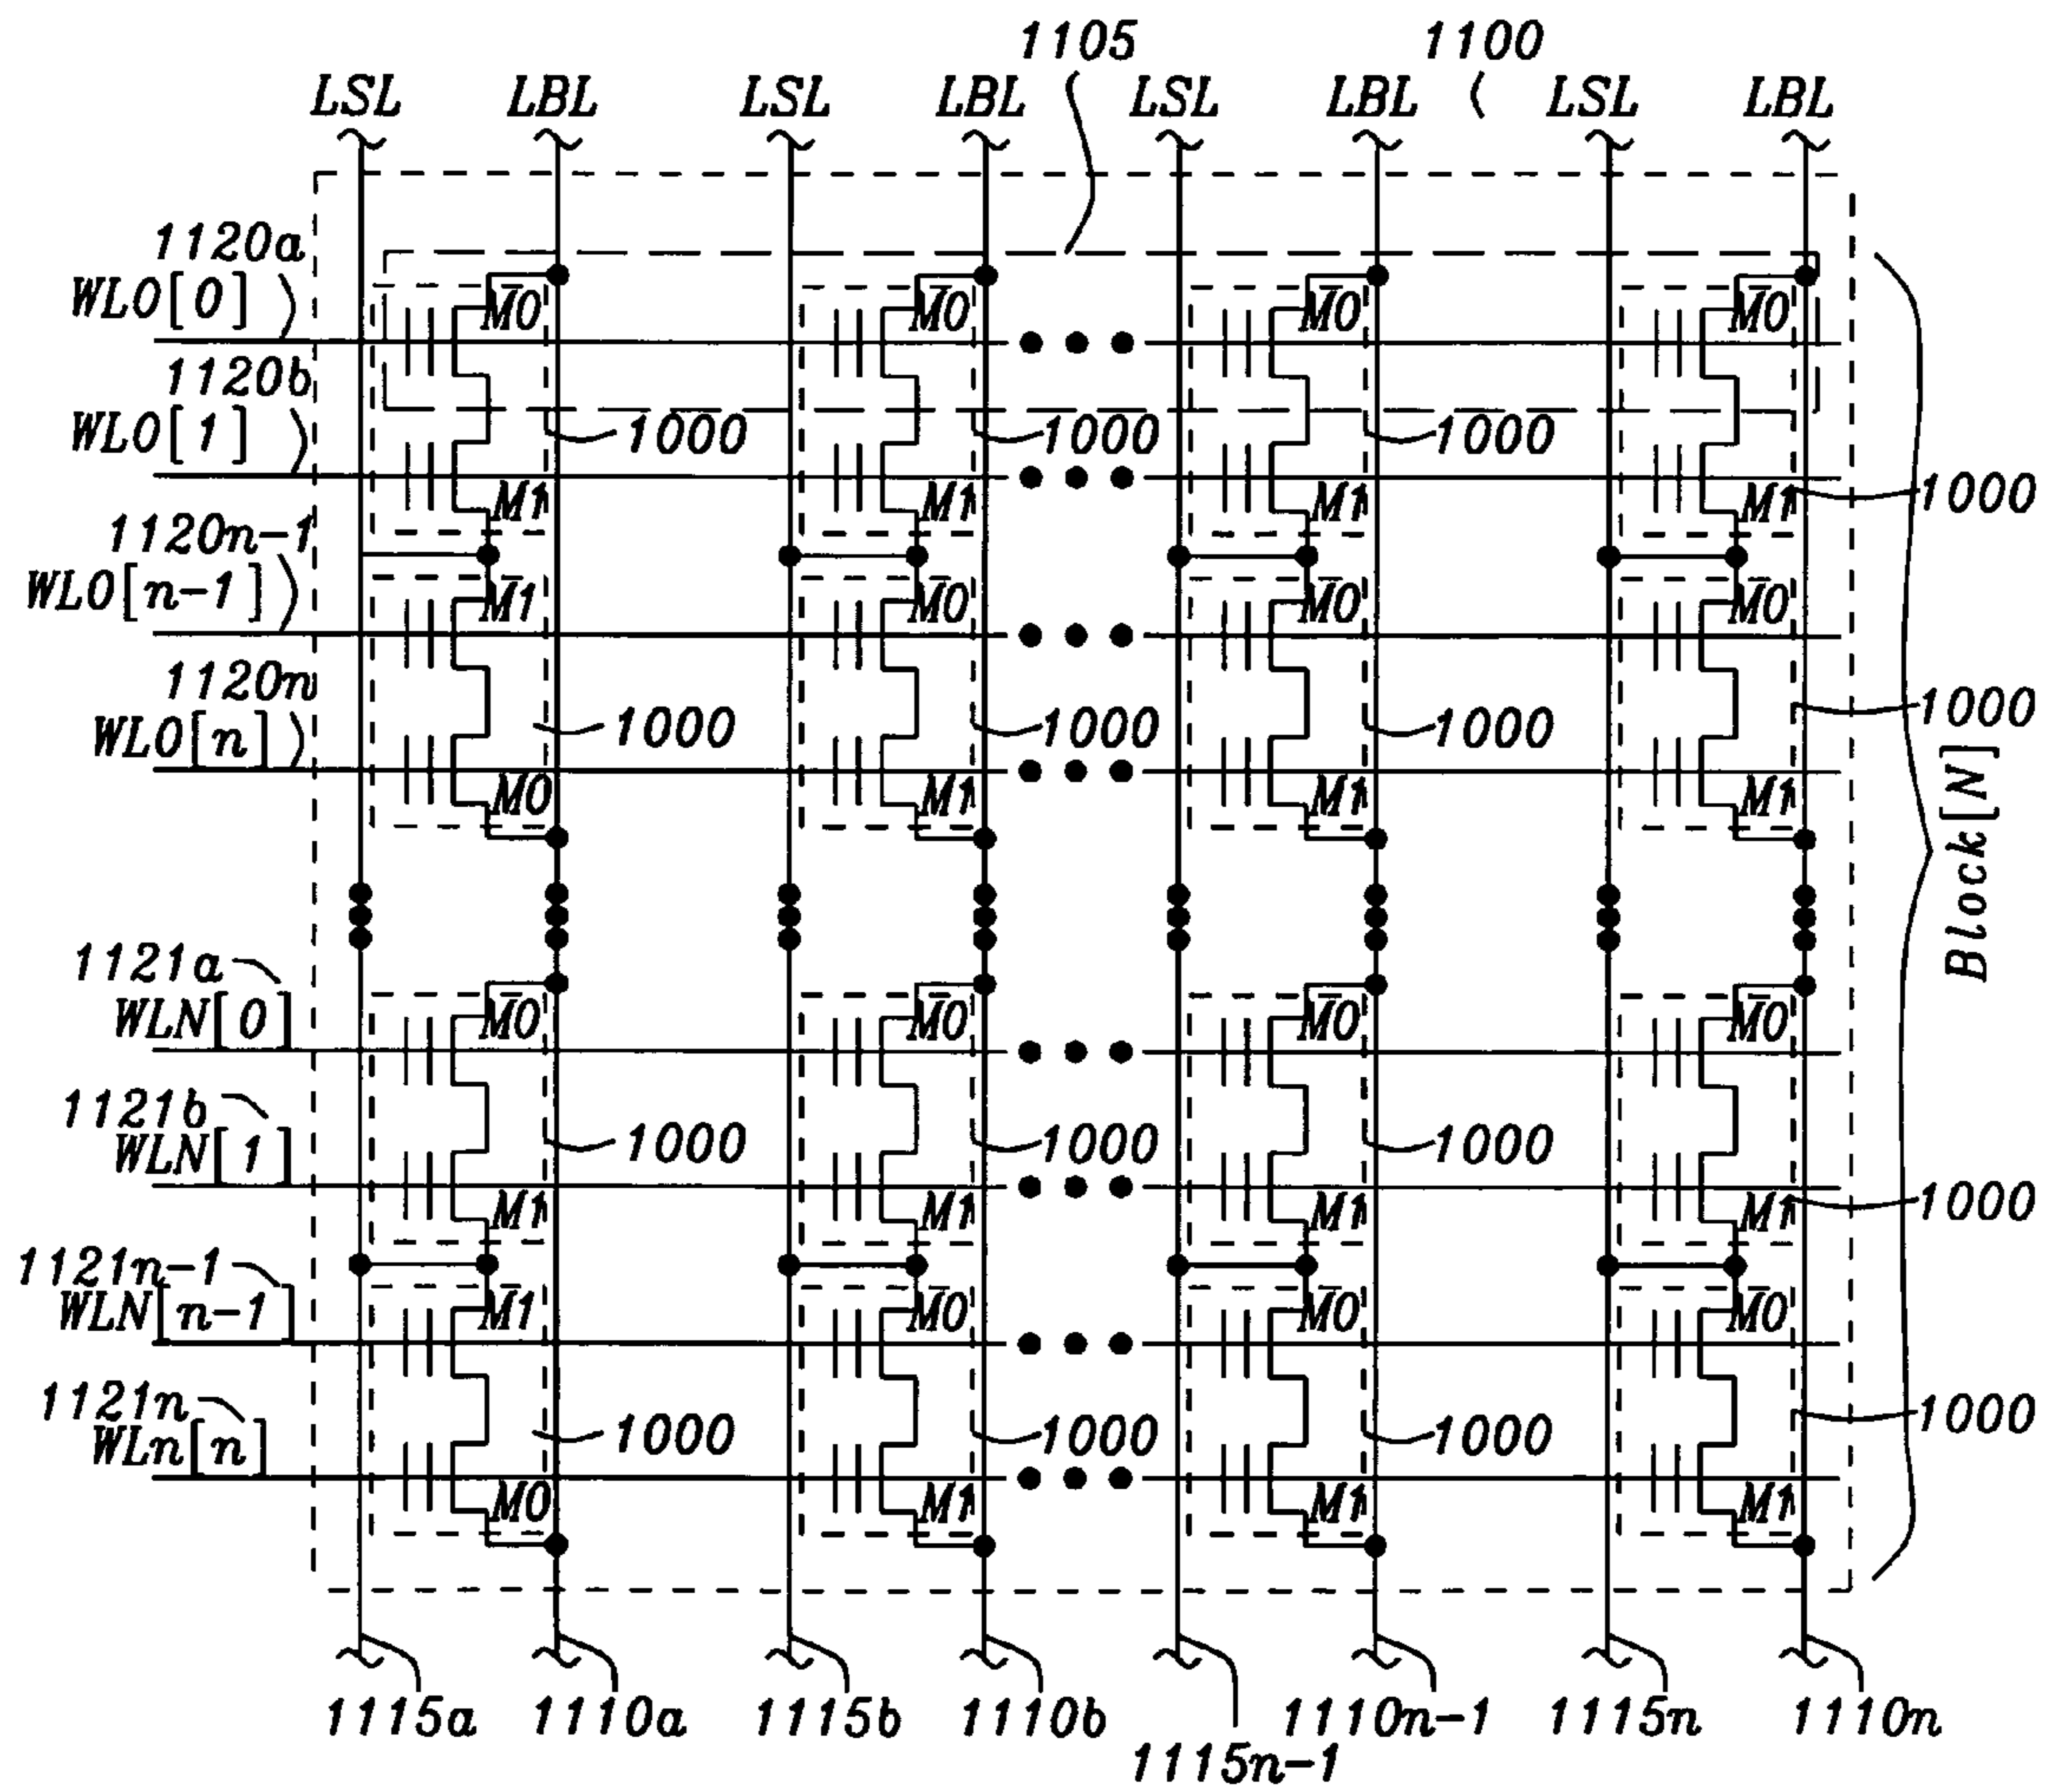 1105 1100
LSL LBL LSL LBL LSL LBL LSL LBL
1120a
WLO[0] M0 M0 M0 M0
1120b
WLO[1] 1000 1000 1000
M1 M1 M1 M1 1000
1120n-1
WLO[n-1] M1 M0 M0 M0
1120n
WLO[n] 1000 1000 1000 1000
M0 M1 M1 M1
Block[N]
1121a
WLN[0] M0 M0 M0 M0
1121b
WLN[1] 1000 1000 1000
M1 M1 M1 M1 1000
1121n-1
WLN[n-1] M1 M0 M0 M0
1121n
WLn[n] 1000 1000 1000 1000
M0 M1 M1 M1
1115a 1110a 1115b 1110b 1110n-1 1115n 1110n
1115n-1